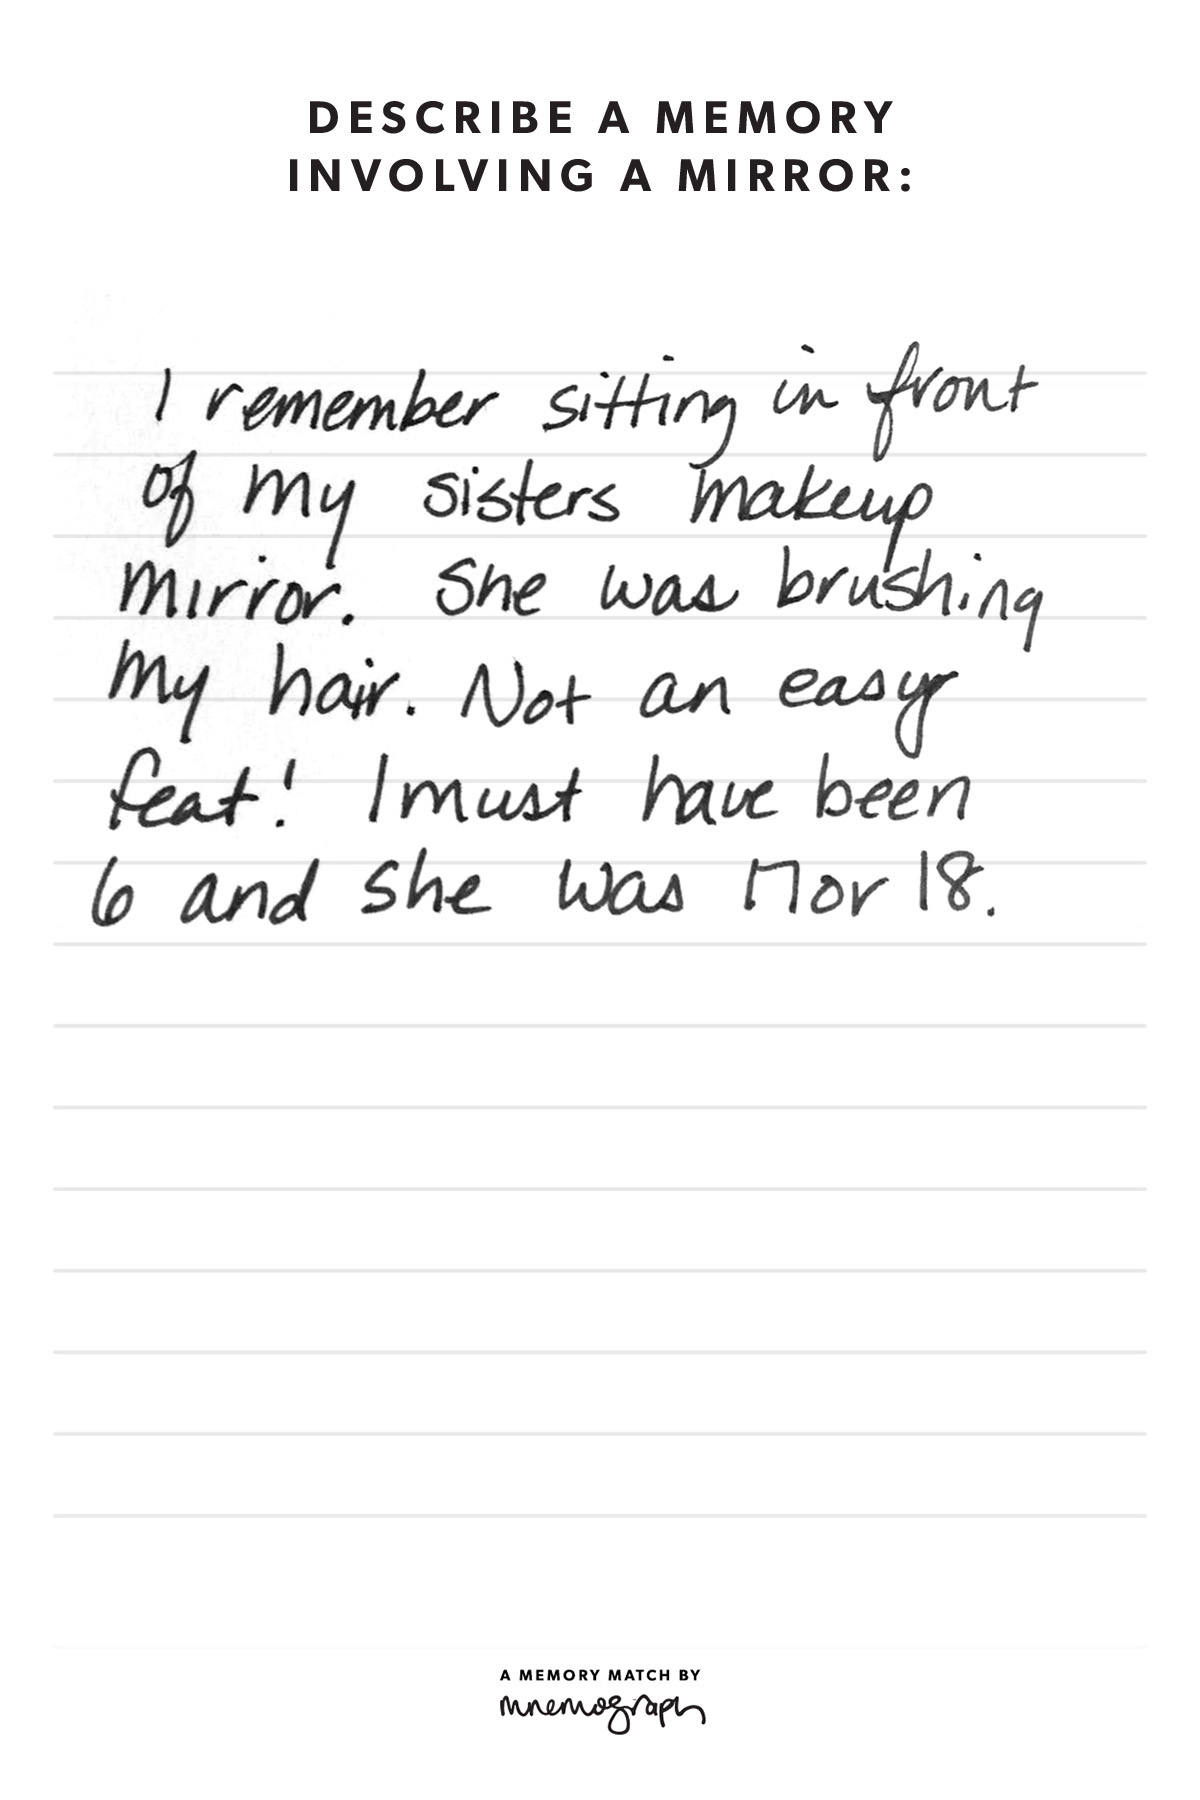 DESCRIBE A MEMORY
INVOLVING A MIRROR:
I remember sitting in front
of my sisters makeup
mirror. She was brushing
my hair. Not an easy
feat! I must have been
6 and she was 17 or 18.
A MEMORY MATCH BY
mnemograph